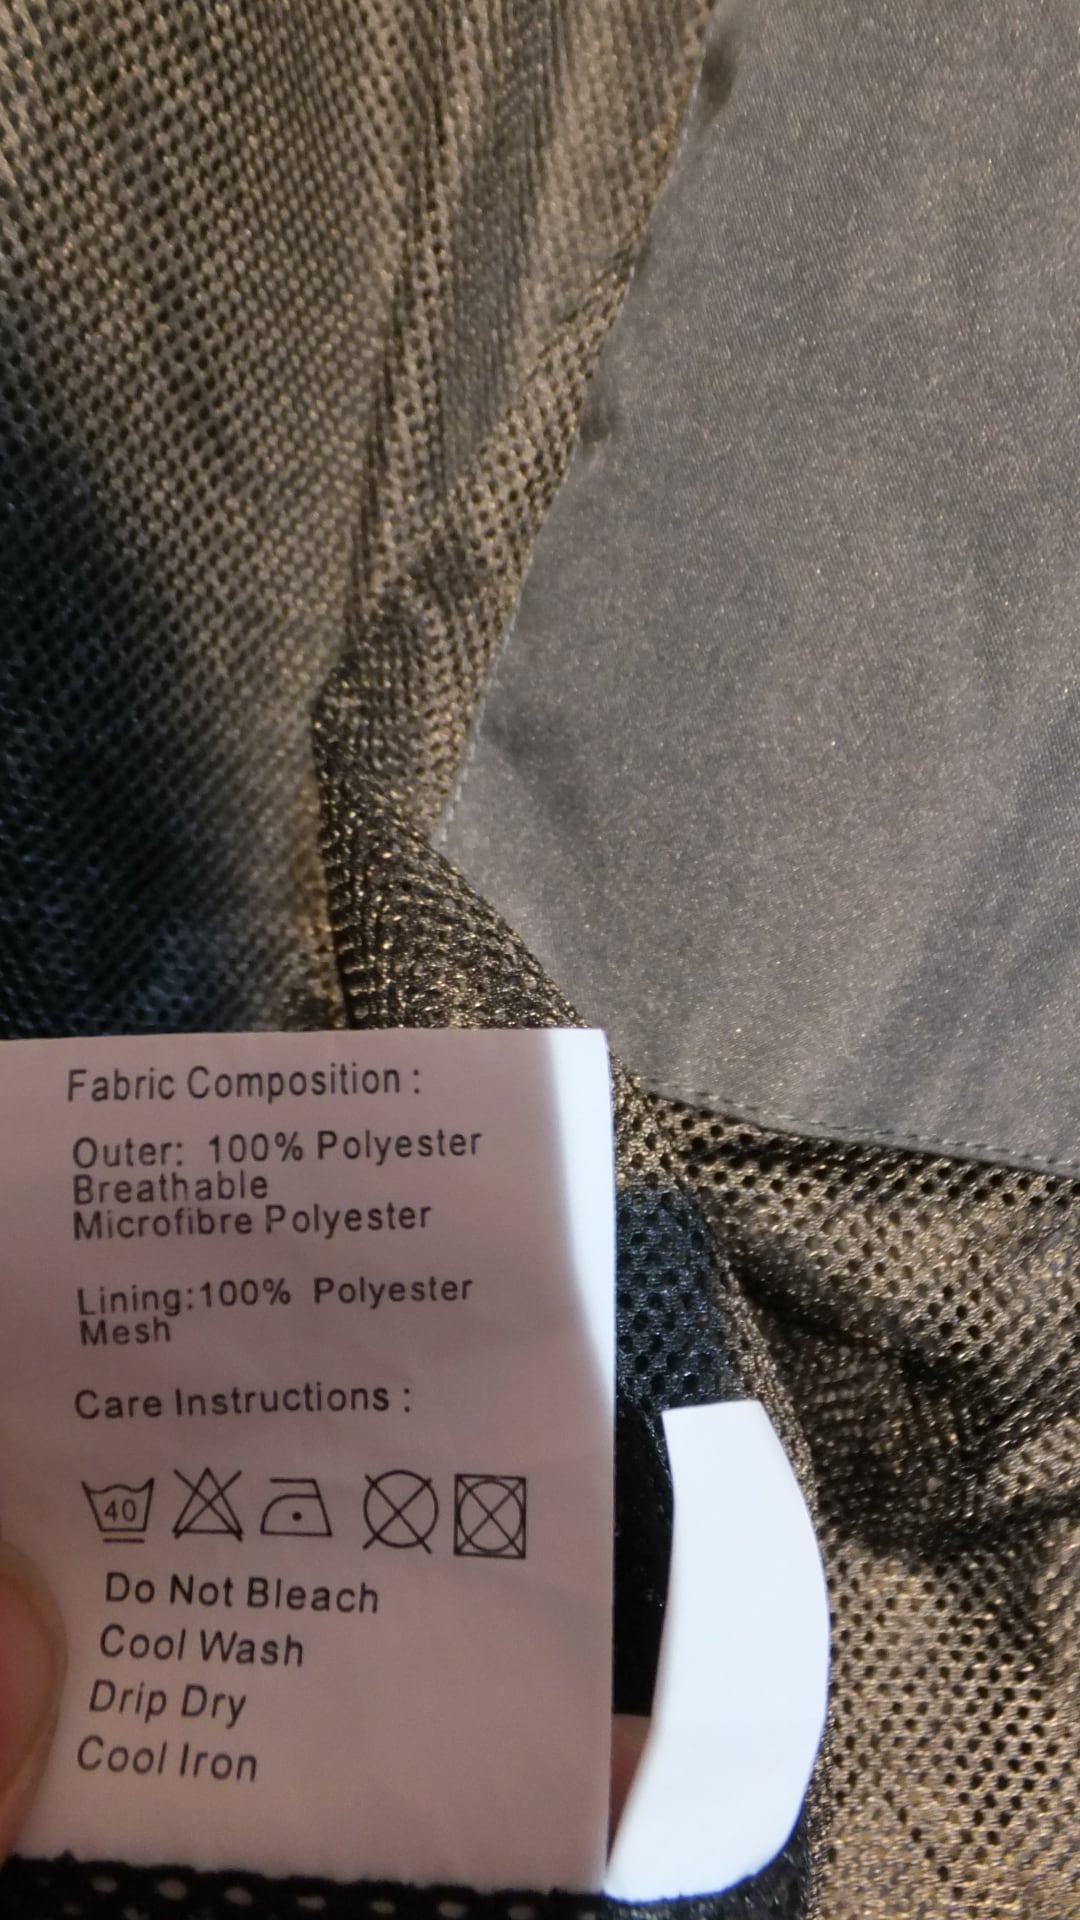 Fabric Composition :
Outer: 100% Polyester
Breathable
Microfibre Polyester
Lining:100% Polyester
Mesh
Care Instructions :
40
Do Not Bleach
Cool Wash
Drip Dry
Cool Iron